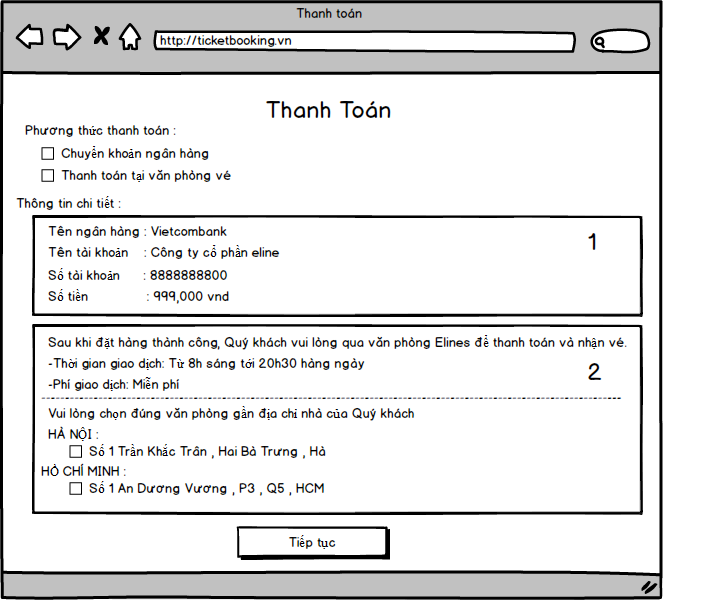 Thanh toán
http://ticketbooking.vn
Thanh Toán
Phương thức thanh toán :
Chuyển khoản ngân hàng
Thanh toán tại văn phòng vé
Thông tin chi tiết :
Tên ngân hàng : Vietcombank
1
Tên tài khoản : Công ty cổ phần eline
Số tài khoản : 8888888800
Số tiền : 999,000 vnd
Sau khi đặt hàng thành công, Quý khách vui lòng qua văn phòng Elines để thanh toán và nhận vé.
-Thời gian giao dịch: Từ 8h sáng tới 20h30 hàng ngày
2
-Phí giao dịch: Miễn phí
Vui lòng chọn đúng văn phòng gần địa chỉ nhà của Quý khách
HÀ NỘI :
Số 1 Trần Khắc Trân , Hai Bà Trưng , Hà
HỒ CHÍ MINH :
Số 1 An Dương Vương , P3 , Q5 , HCM
Tiếp tục